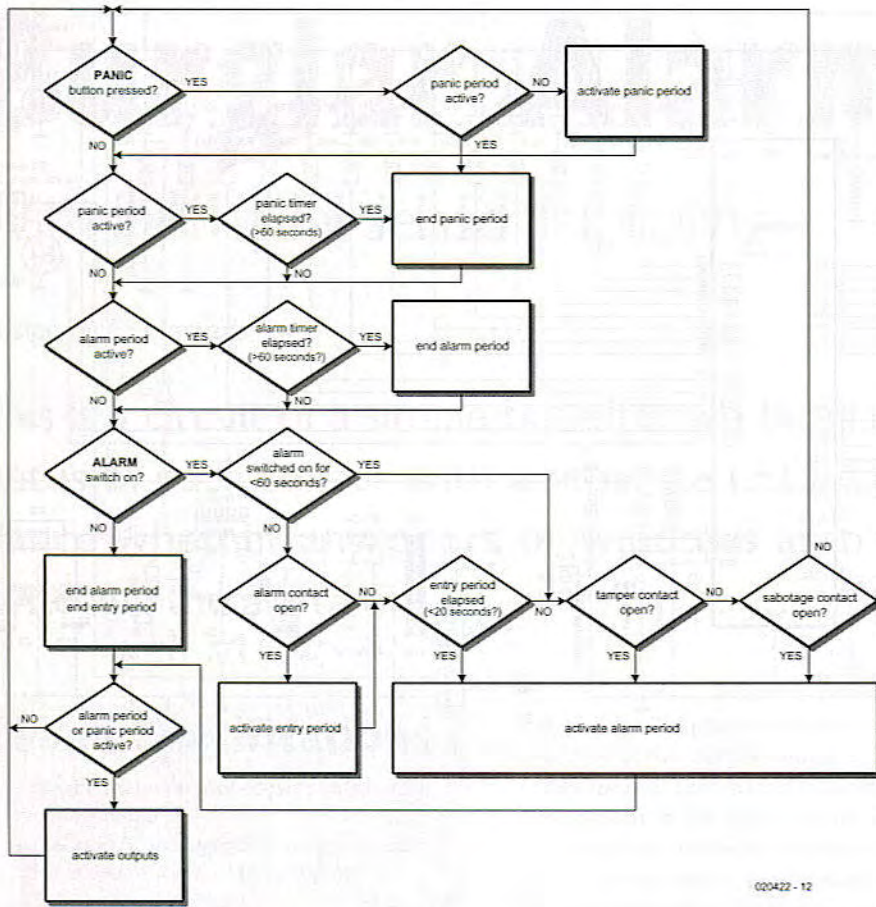 PANIC
button pressed?
YES
panic period
active?
NO
activate panic period
NO
YES
panic period
active?
YES
panic timer
elapsed?
(>60 seconds)
YES
end panic period
NO
NO
alarm period
active?
YES
alarm timer
elapsed?
(>60 seconds?)
YES
end alarm period
NO
NO
ALARM
switch on?
YES
alarm
switched on for
<60 seconds?
YES
NO
NO
NO
end alarm period
end entry period
alarm contact
open?
NO
entry period
elapsed
(<20 seconds?)
NO
tamper contact
open?
NO
sabotage contact
open?
YES
YES
YES
YES
NO
alarm period
or panic period
active?
activate entry period
activate alarm period
YES
activate outputs
020422 - 12